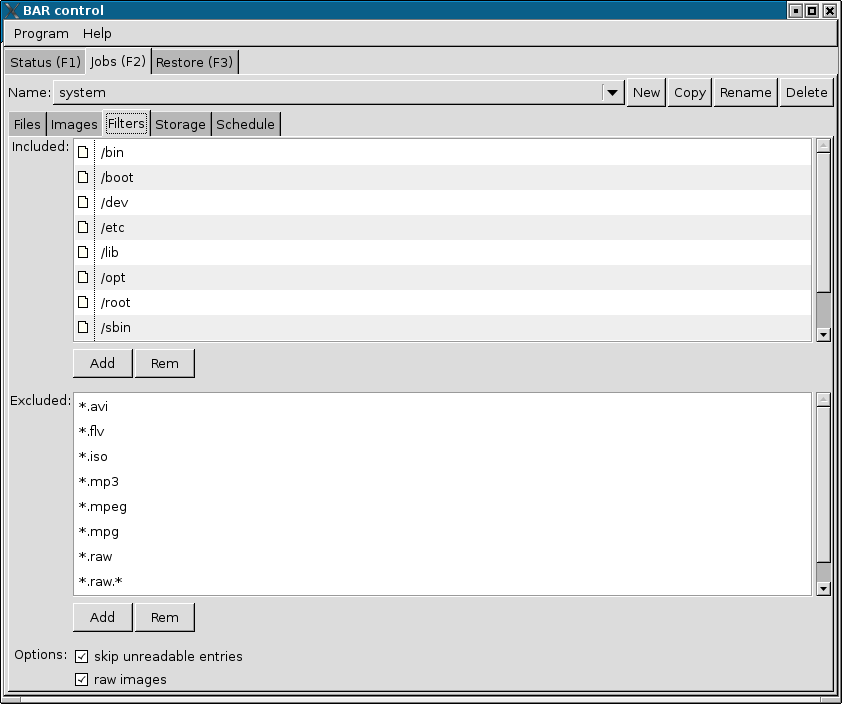 BAR control
Program Help
Status (F1) Jobs (F2) Restore (F3)
Name: system New Copy Rename Delete
Files Images Filters Storage Schedule
Included:
/bin
/boot
/dev
/etc
/lib
/opt
/root
/sbin
Add Rem
Excluded:
*.avi
*.flv
*.iso
*.mp3
*.mpeg
*.mpg
*.raw
*.raw.*
Add Rem
Options: skip unreadable entries
raw images